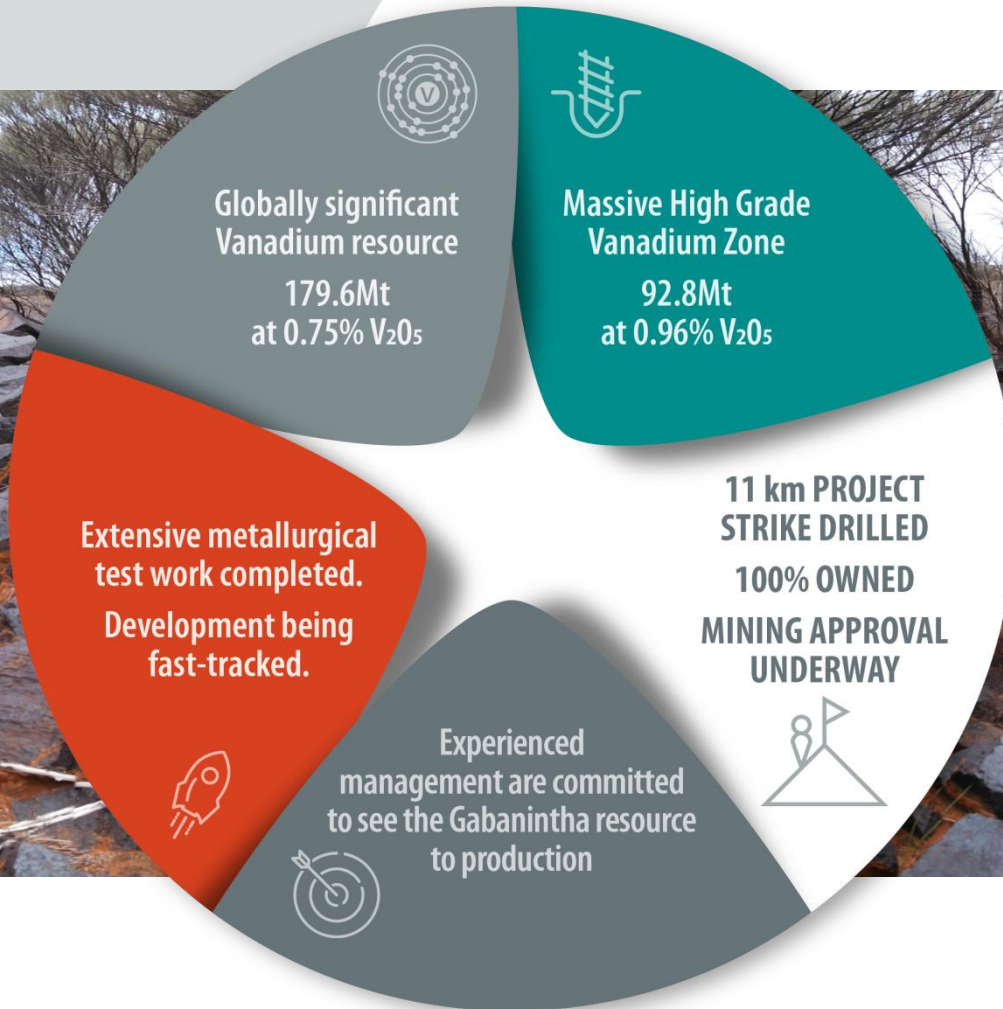 V
Globally significant
Vanadium resource
179.6Mt
at 0.75% V₂O₅
Massive High Grade
Vanadium Zone
92.8Mt
at 0.96% V₂O₅
11 km PROJECT
STRIKE DRILLED
100% OWNED
MINING APPROVAL
UNDERWAY
Experienced
management are committed
to see the Gabanintha resource
to production
Extensive metallurgical
test work completed.
Development being
fast-tracked.